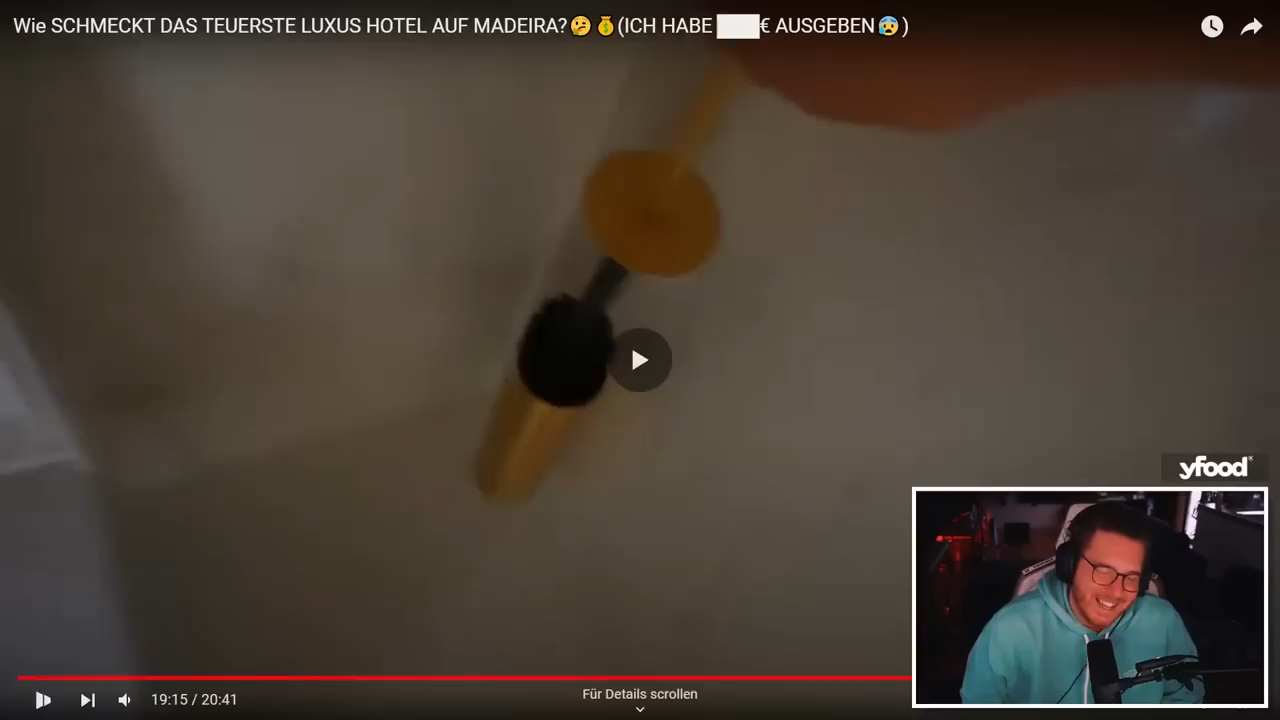 Wie SCHMECKT DAS TEUERSTE LUXUS HOTEL AUF MADEIRA?🤔💰(ICH HABE € AUSGEBEN😰)
yfood
Für Details scrollen
19:15 / 20:41